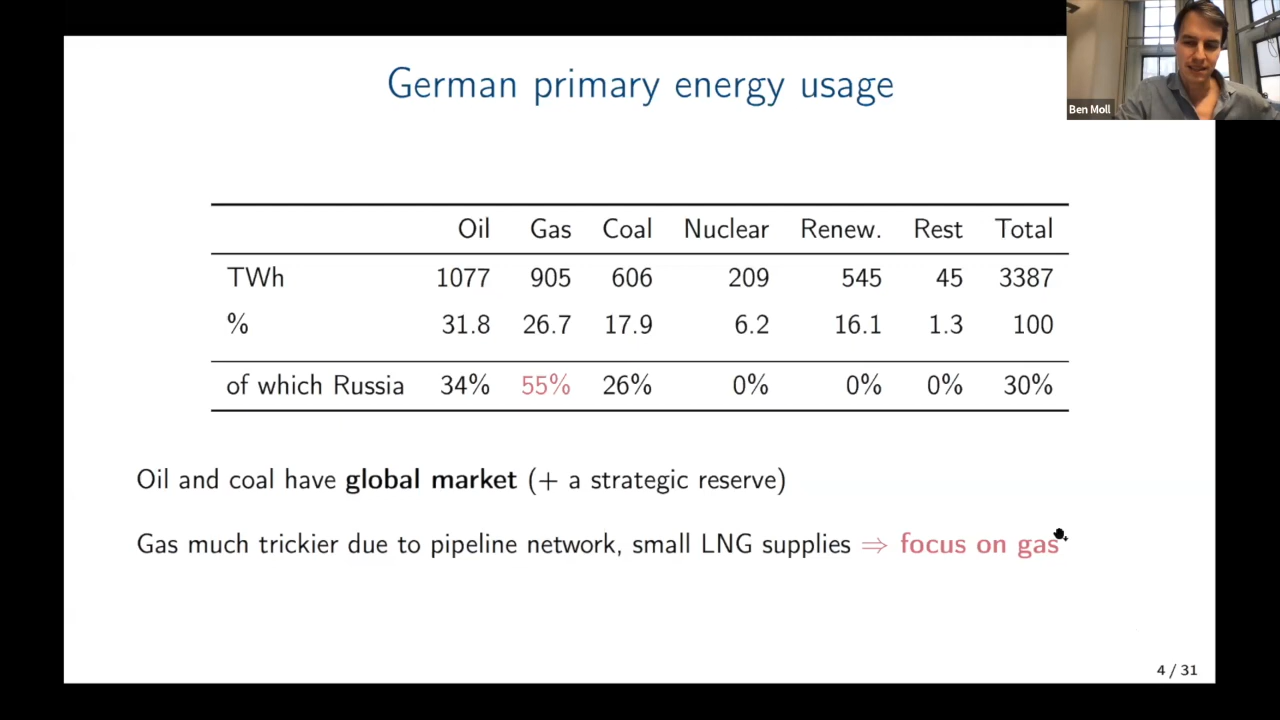 German primary energy usage
Ben Moll
Oil Gas Coal Nuclear Renew. Rest Total
TWh 1077 905 606 209 545 45 3387
% 31.8 26.7 17.9 6.2 16.1 1.3 100
of which Russia 34% 55% 26% 0% 0% 0% 30%
Oil and coal have global market (+ a strategic reserve)
Gas much trickier due to pipeline network, small LNG supplies ⇒ focus on gas
4 / 31